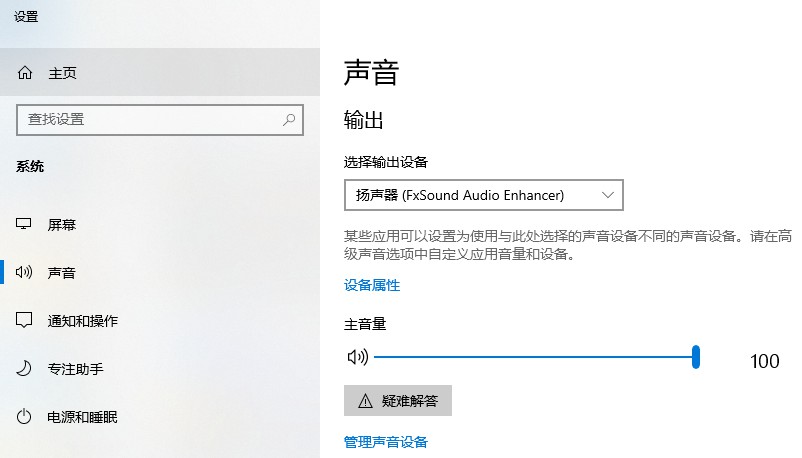 设置
主页
查找设置
系统
屏幕
声音
通知和操作
专注助手
电源和睡眠
声音
输出
选择输出设备
扬声器 (FxSound Audio Enhancer)
某些应用可以设置为使用与此处选择的声音设备不同的声音设备。请在高
级声音选项中自定义应用音量和设备。
设备属性
主音量
100
疑难解答
管理声音设备